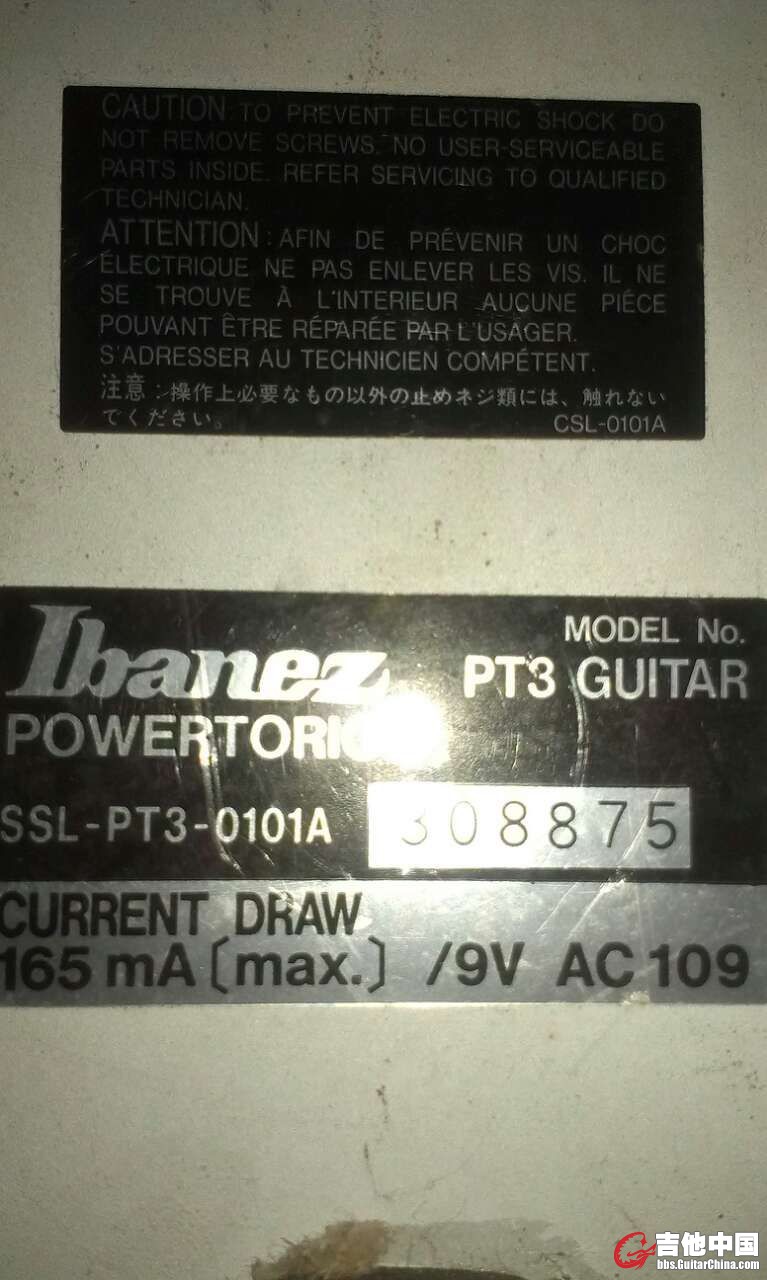 CAUTION: TO PREVENT ELECTRIC SHOCK DO
NOT REMOVE SCREWS. NO USER-SERVICEABLE
PARTS INSIDE. REFER SERVICING TO QUALIFIED
TECHNICIAN.
ATTENTION: AFIN DE PRÉVENIR UN CHOC
ÉLECTRIQUE NE PAS ENLEVER LES VIS. IL NE
SE TROUVE À L'INTERIEUR AUCUNE PIÉCE
POUVANT ÊTRE RÉPARÉE PAR L'USAGER.
S'ADRESSER AU TECHNICIEN COMPÉTENT.
注意:操作上必要なもの以外の止めネジ類には、触れない
でください。 CSL-0101A
Ibanez MODEL No.
PT3 GUITAR
SSL-PT3-0101A 308875
CURRENT DRAW
165 mA (max.) /9V AC109
吉他中国
bbs.GuitarChina.com